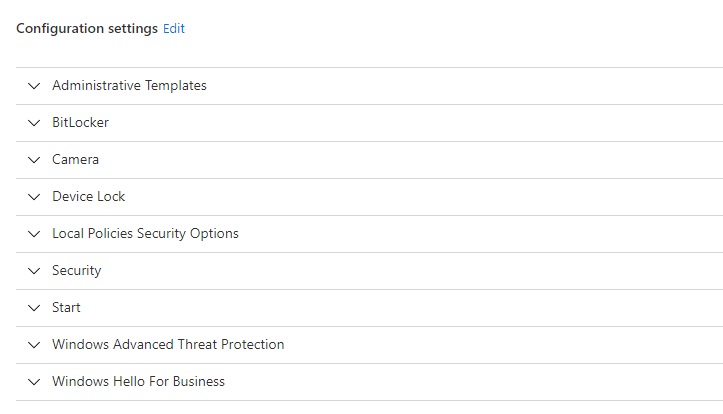 Configuration settings Edit
Administrative Templates
BitLocker
Camera
Device Lock
Local Policies Security Options
Security
Start
Windows Advanced Threat Protection
Windows Hello For Business